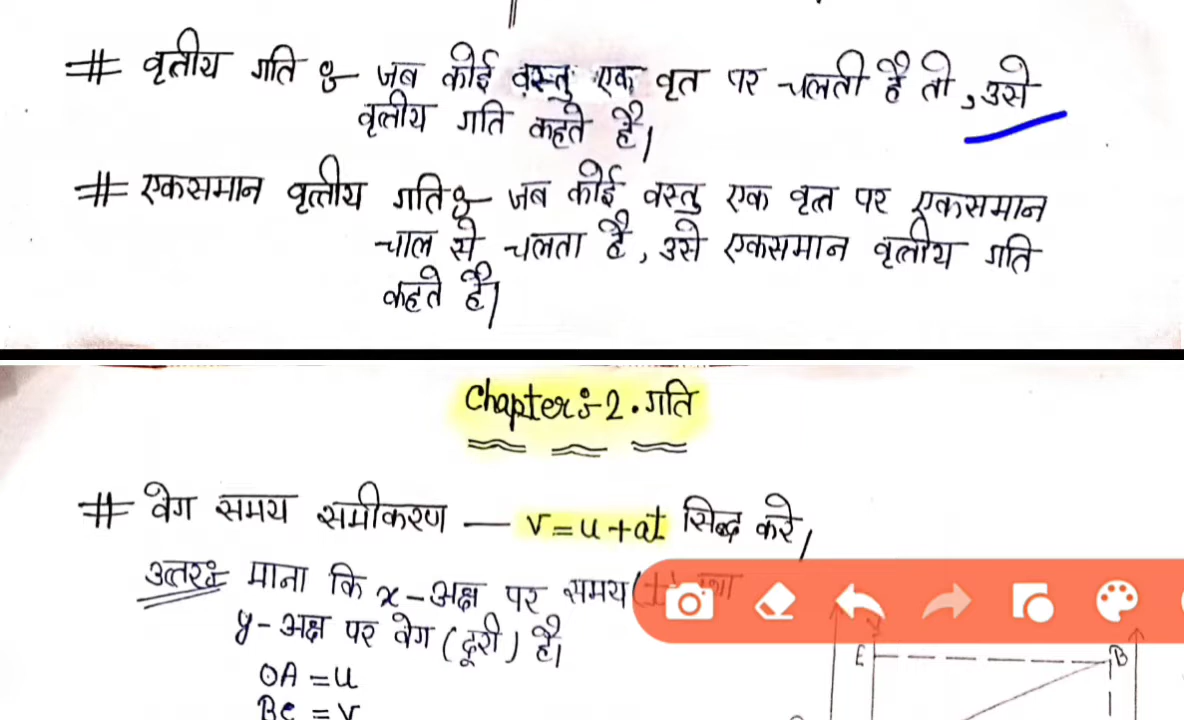 # वृतीय गति :- जब कोई वस्तु एक वृत पर चलती है तो, उसे
वृत्तीय गति कहते हैं।
# एकसमान वृत्तीय गति :- जब कोई वस्तु एक वृत्त पर एकसमान
चाल से चलता है, उसे एकसमान वृत्तीय गति
कहते हैं।
Chapter :- 2. गति
# वेग समय समीकरण — v = u + at सिद्ध करे।
उत्तर :- माना कि x-अक्ष पर समय (t)
y-अक्ष पर वेग (दूरी) है।
E B
OA = u
BC = v